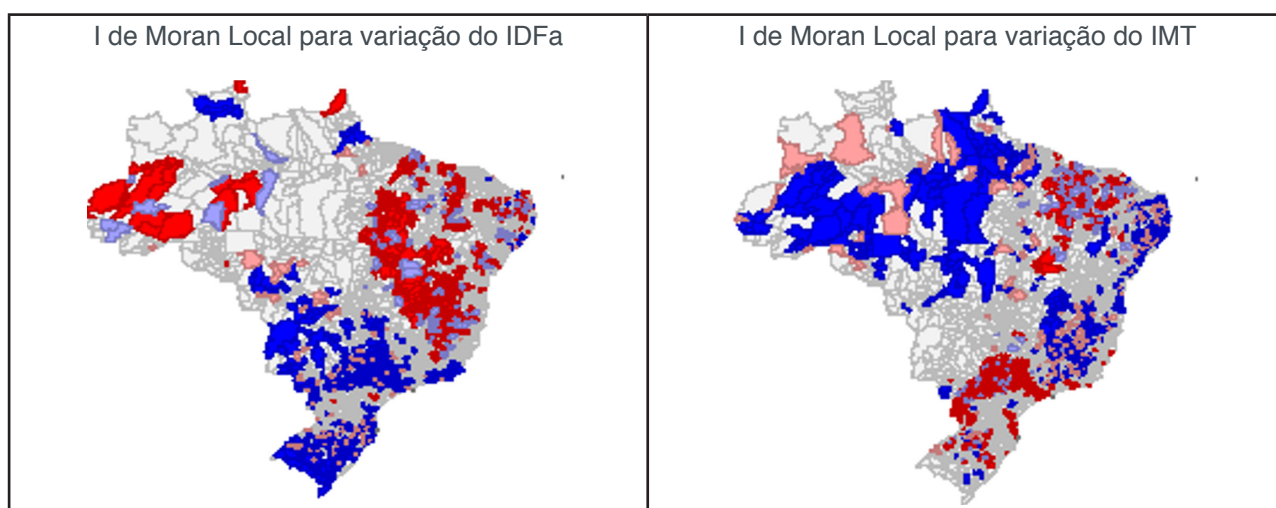 I de Moran Local para variação do IDFa
I de Moran Local para variação do IMT